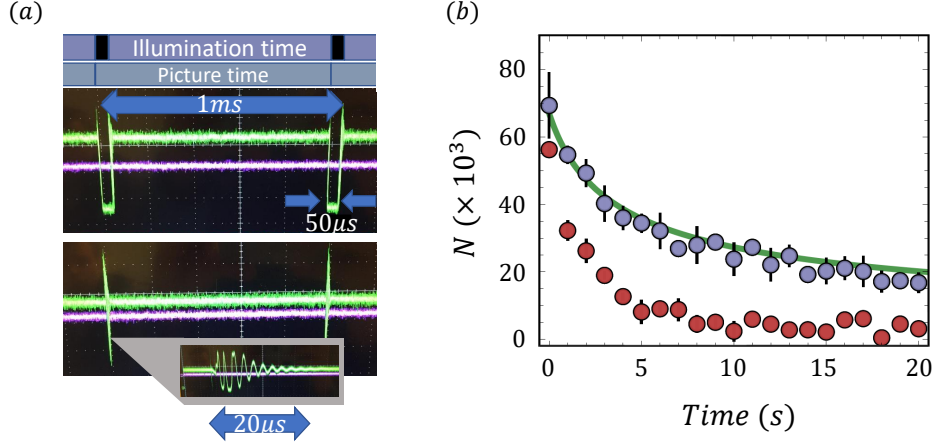 (a)
Illumination time
Picture time
1ms
50μs
20μs
(b)
N (× 10³)
80
60
40
20
0
0 5 10 15 20
Time (s)